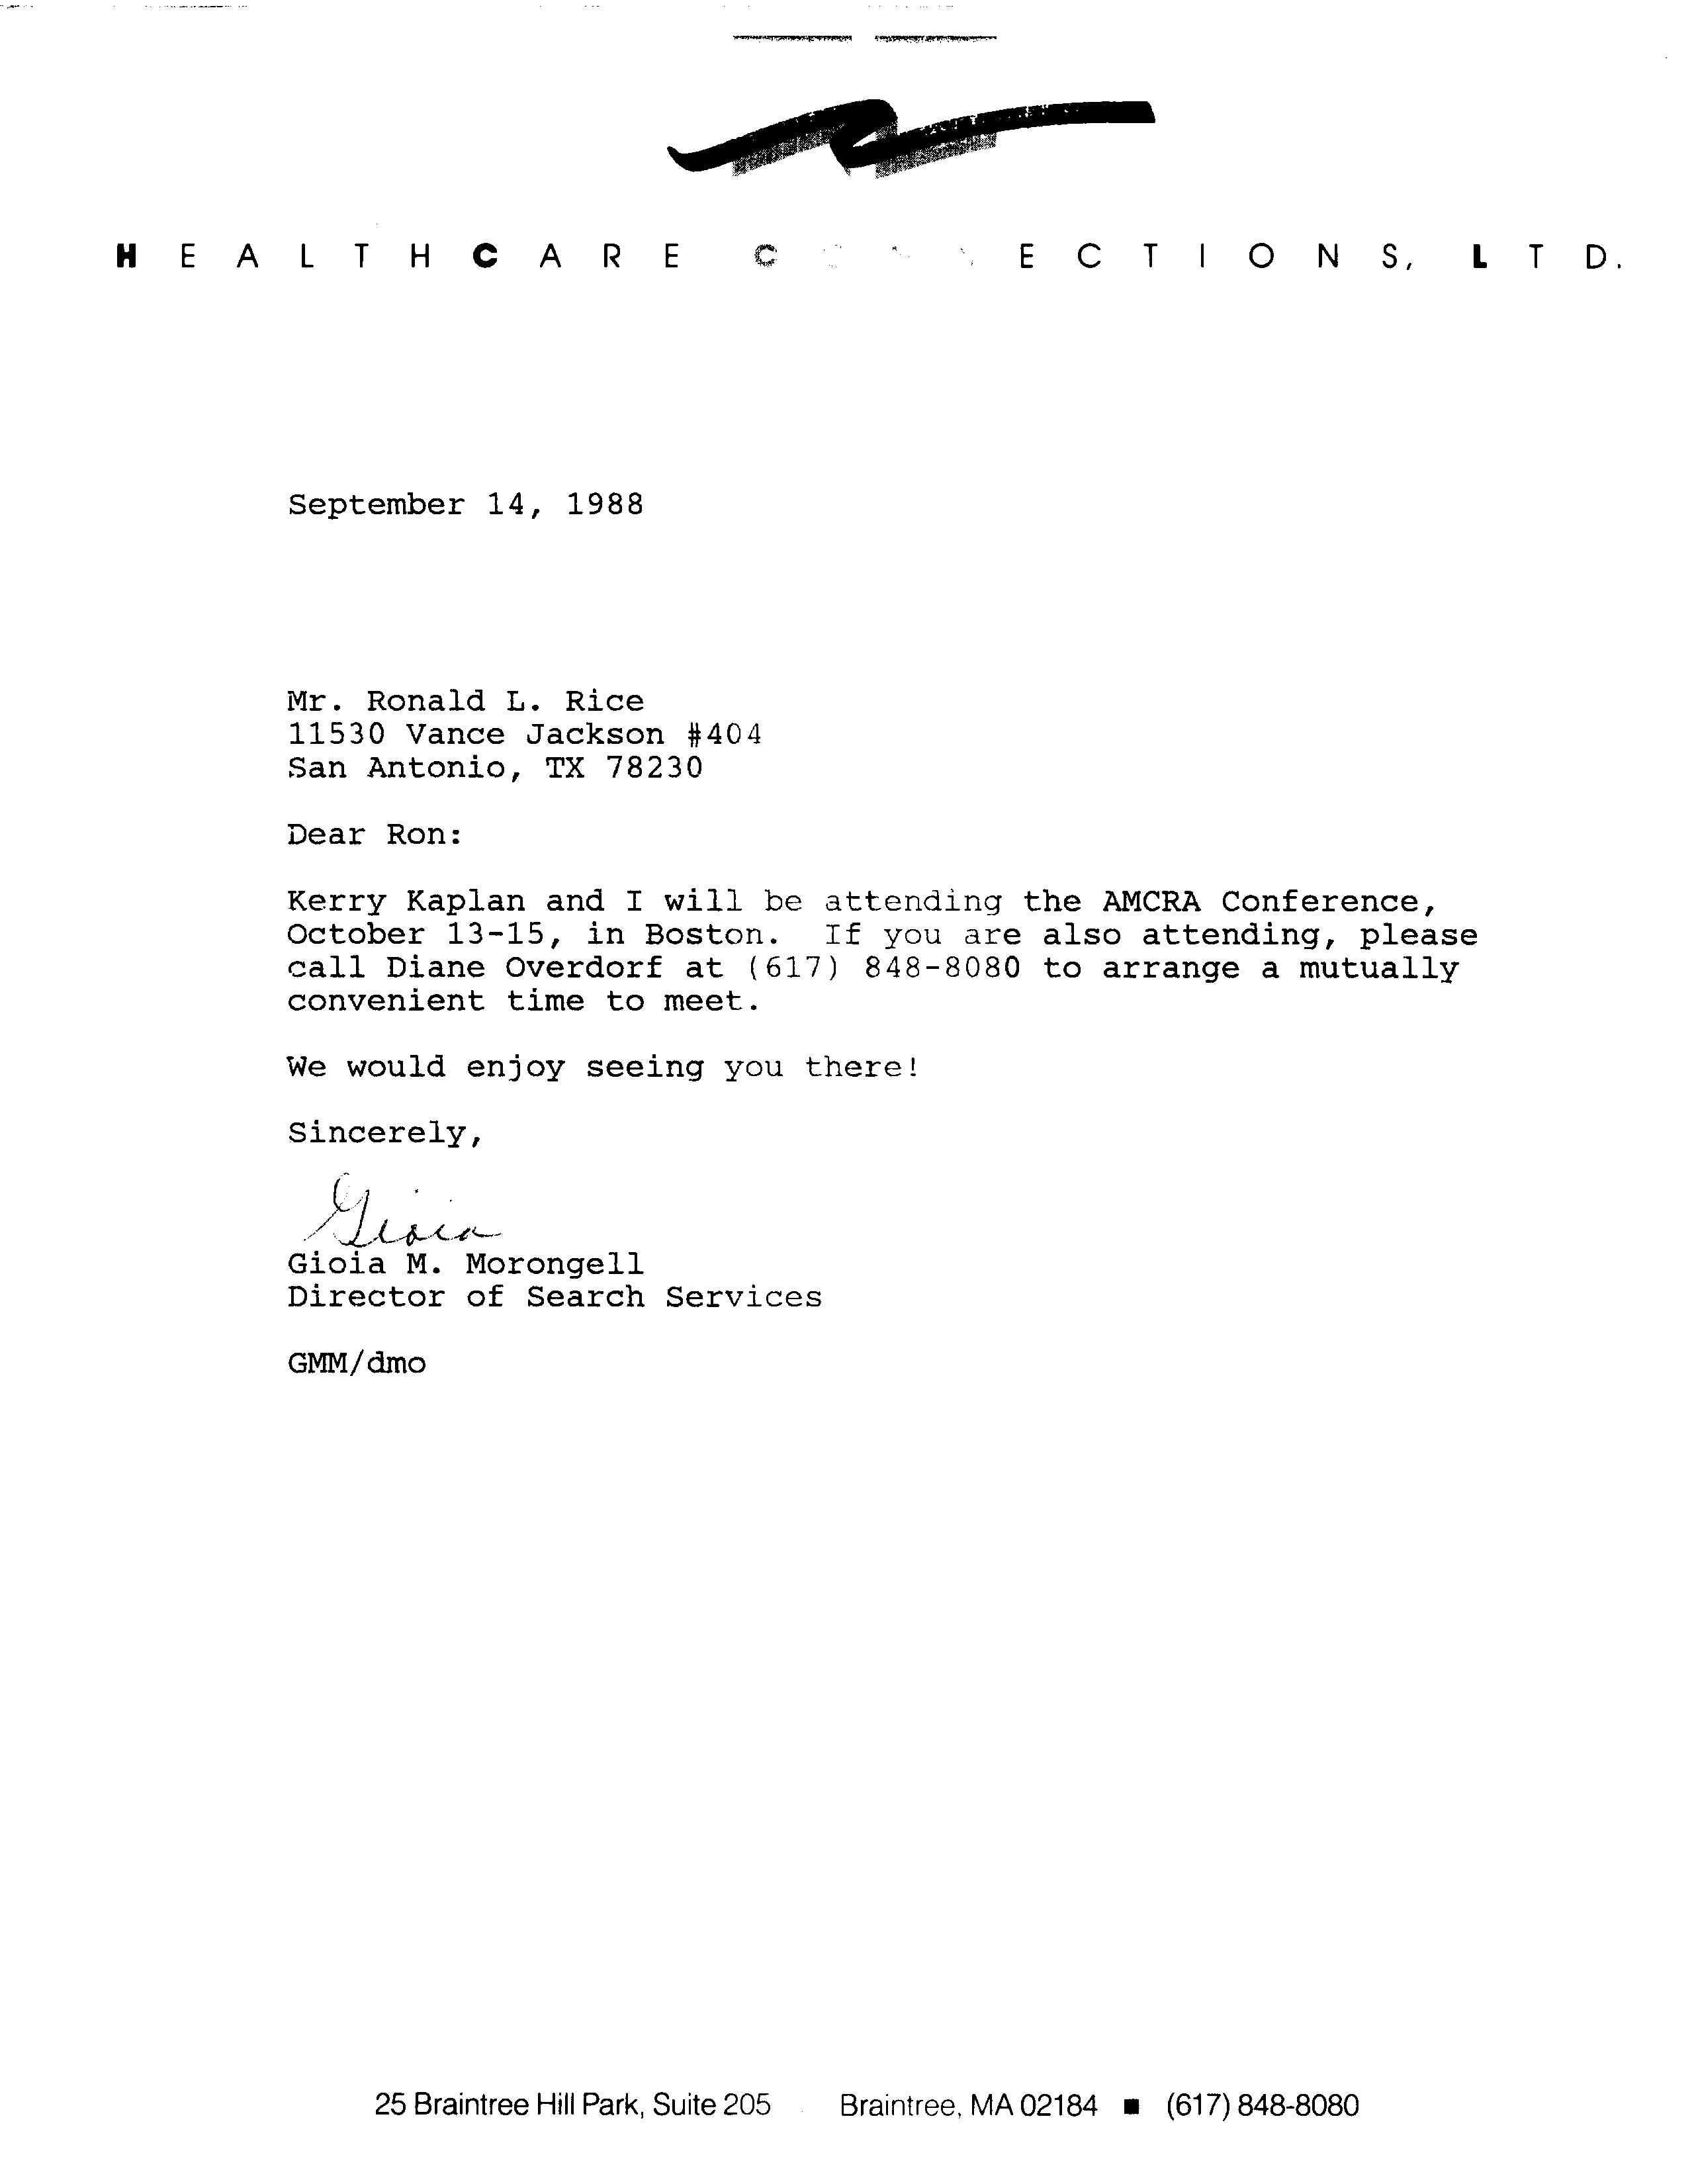 HEALTHCARE C ECTIONS, LTD.
September 14, 1988
Mr. Ronald L. Rice
11530 Vance Jackson #404
San Antonio, TX 78230
Dear Ron:
Kerry Kaplan and I will be attending the AMCRA Conference,
October 13-15, in Boston.  If you are also attending, please
call Diane Overdorf at (617) 848-8080 to arrange a mutually
convenient time to meet.
We would enjoy seeing you there!
Sincerely,
Gioia
Gioia M. Morongell
Director of Search Services
GMM/dmo
25 Braintree Hill Park, Suite 205 Braintree, MA 02184 ■ (617) 848-8080